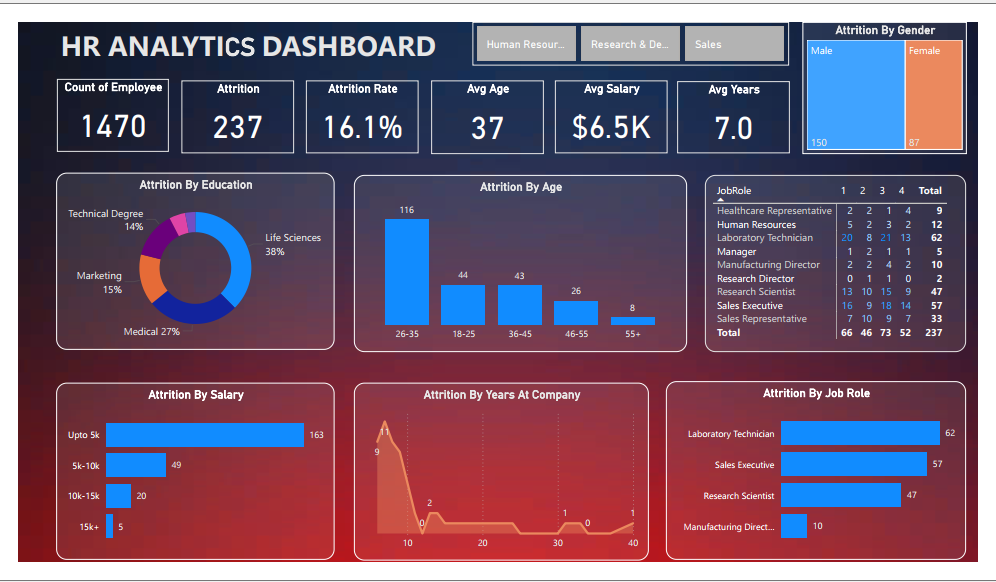 HR ANALYTICS DASHBOARD
Human Resour...
Research & De...
Sales
Attrition By Gender
Male
Female
150
87
Count of Employee
1470
Attrition
237
Attrition Rate
16.1%
Avg Age
37
Avg Salary
$6.5K
Avg Years
7.0
Attrition By Education
Technical Degree
14%
Life Sciences
38%
Marketing
15%
Medical 27%
Attrition By Age
116
44
43
26
8
26-35 18-25 36-45 46-55 55+
JobRole 1 2 3 4 Total
Healthcare Representative 2 2 1 4 9
Human Resources 5 2 3 2 12
Laboratory Technician 20 8 21 13 62
Manager 1 2 1 1 5
Manufacturing Director 2 2 4 2 10
Research Director 0 1 1 0 2
Research Scientist 13 10 15 9 47
Sales Executive 16 9 18 14 57
Sales Representative 7 10 9 7 33
Total 66 46 73 52 237
Attrition By Salary
Upto 5k 163
5k-10k 49
10k-15k 20
15k+ 5
Attrition By Years At Company
11
9
2
0
1
0
1
10 20 30 40
Attrition By Job Role
Laboratory Technician 62
Sales Executive 57
Research Scientist 47
Manufacturing Direct... 10